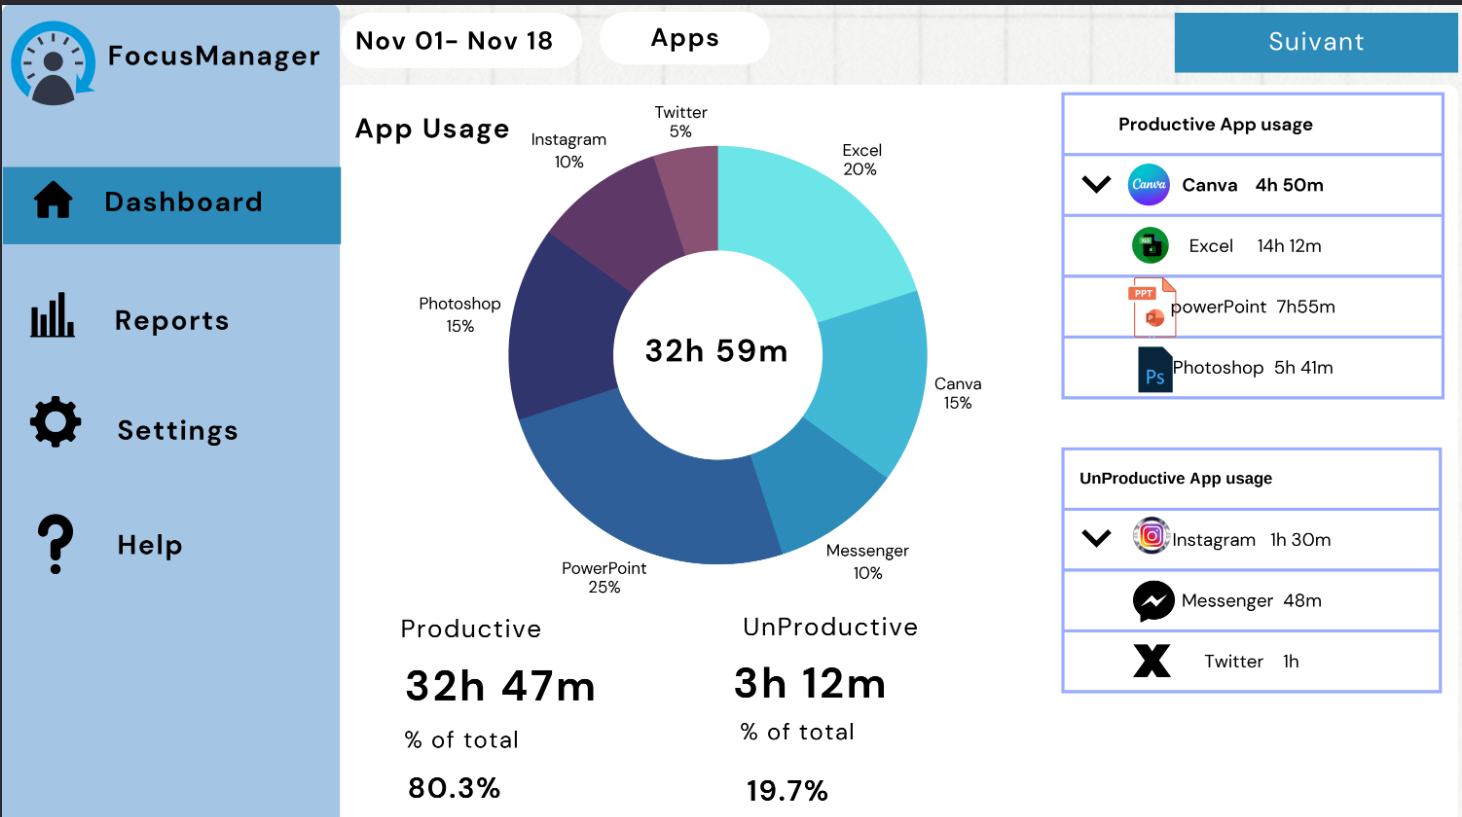 FocusManager
Nov 01- Nov 18
Apps
Suivant
Dashboard
Reports
Settings
Help
App Usage
Twitter
5%
Instagram
10%
Excel
20%
Photoshop
15%
32h 59m
Canva
15%
Messenger
10%
PowerPoint
25%
Productive
32h 47m
% of total
80.3%
UnProductive
3h 12m
% of total
19.7%
Productive App usage
Canva Canva 4h 50m
Excel 14h 12m
PPT
P
powerPoint 7h55m
Ps Photoshop 5h 41m
UnProductive App usage
Instagram 1h 30m
Messenger 48m
Twitter 1h